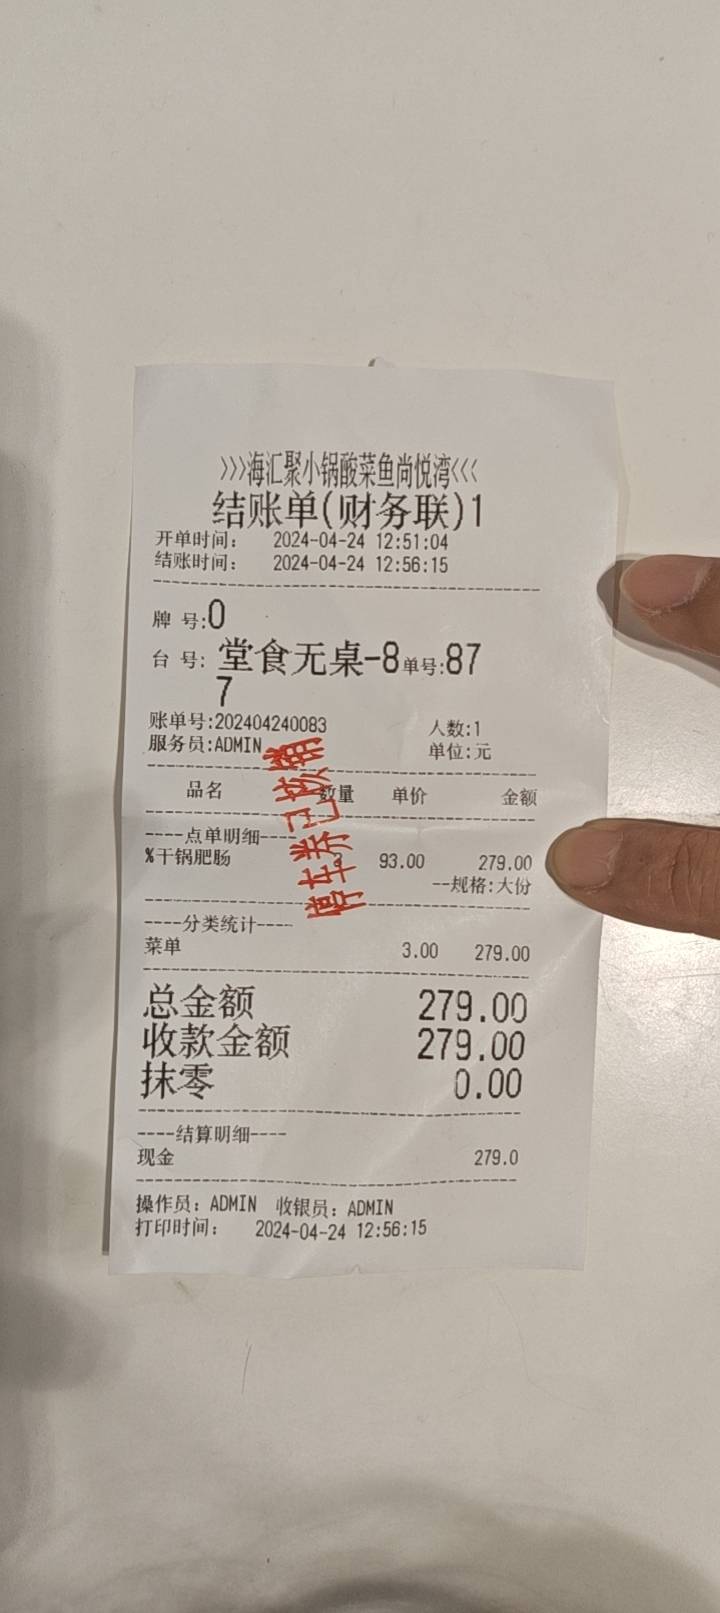 >>>海汇聚小锅酸菜鱼尚悦湾<<<
结账单(财务联)1
开单时间: 2024-04-24 12:51:04
结账时间: 2024-04-24 12:56:15
牌 号:0
台 号: 堂食无桌-8单号:87
7
账单号:202404240083 人数:1
服务员:ADMIN 单位:元
品名 数量 单价 金额
----点单明细----
%干锅肥肠 3 93.00 279.00
--规格:大份
停车券已核销
----分类统计----
菜单 3.00 279.00
总金额 279.00
收款金额 279.00
抹零 0.00
----结算明细----
现金 279.0
操作员: ADMIN 收银员: ADMIN
打印时间: 2024-04-24 12:56:15